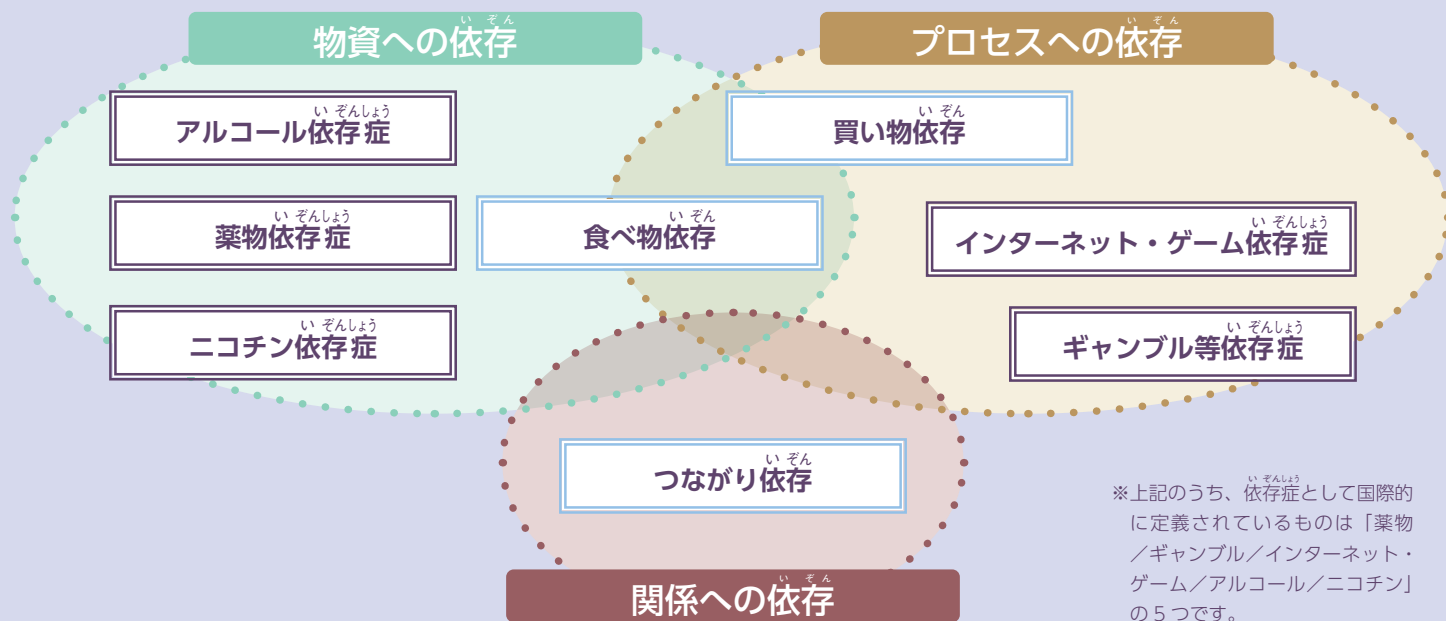 物資への依存
プロセスへの依存
アルコール依存症
買い物依存
薬物依存症
食べ物依存
インターネット・ゲーム依存症
ニコチン依存症
ギャンブル等依存症
つながり依存
関係への依存
※上記のうち、依存症として国際的
に定義されているものは「薬物
／ギャンブル／インターネット・
ゲーム／アルコール／ニコチン」
の５つです。